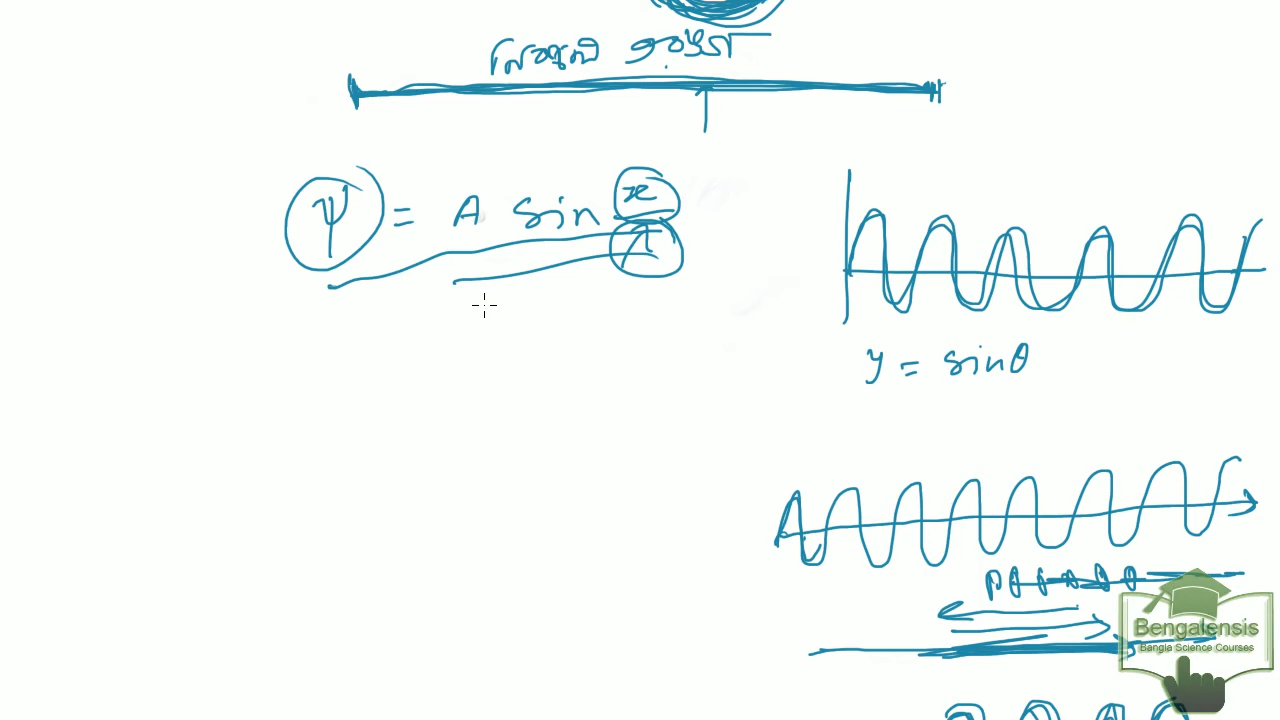 ψ = A sin x/λ
y = sinθ
Bengalensis
Bangla Science Courses